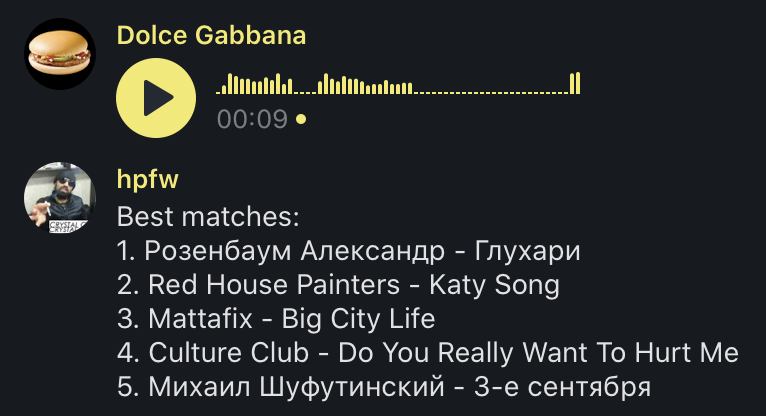 Dolce Gabbana
00:09
hpfw
CRYSTAL
Best matches:
1. Розенбаум Александр - Глухари
2. Red House Painters - Katy Song
3. Mattafix - Big City Life
4. Culture Club - Do You Really Want To Hurt Me
5. Михаил Шуфутинский - 3-е сентября